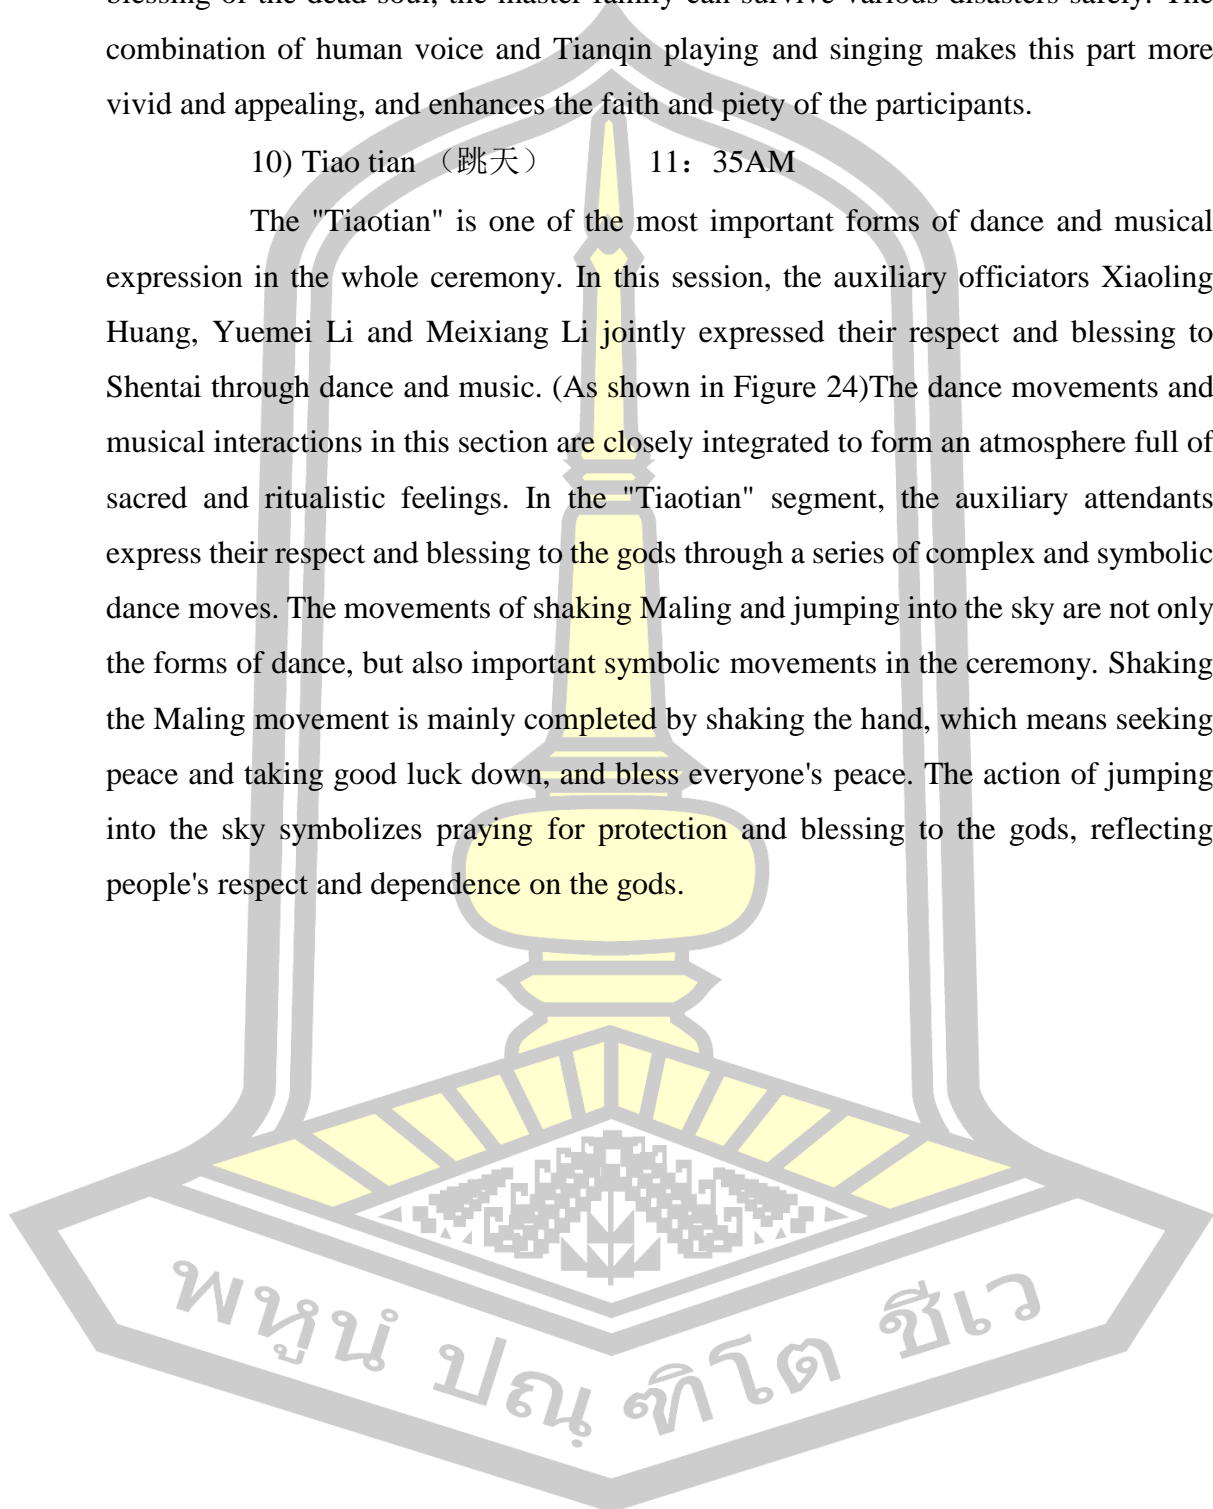 blessing of the dead soul, the master family can survive various disasters safely. The
combination of human voice and Tianqin playing and singing makes this part more
vivid and appealing, and enhances the faith and piety of the participants.
10) Tiao tian （跳天） 11：35AM
The "Tiaotian" is one of the most important forms of dance and musical
expression in the whole ceremony. In this session, the auxiliary officiators Xiaoling
Huang, Yuemei Li and Meixiang Li jointly expressed their respect and blessing to
Shentai through dance and music. (As shown in Figure 24)The dance movements and
musical interactions in this section are closely integrated to form an atmosphere full of
sacred and ritualistic feelings. In the "Tiaotian" segment, the auxiliary attendants
express their respect and blessing to the gods through a series of complex and symbolic
dance moves. The movements of shaking Maling and jumping into the sky are not only
the forms of dance, but also important symbolic movements in the ceremony. Shaking
the Maling movement is mainly completed by shaking the hand, which means seeking
peace and taking good luck down, and bless everyone's peace. The action of jumping
into the sky symbolizes praying for protection and blessing to the gods, reflecting
people's respect and dependence on the gods.
พหูนํ ปณฺฑิโต ชีเว